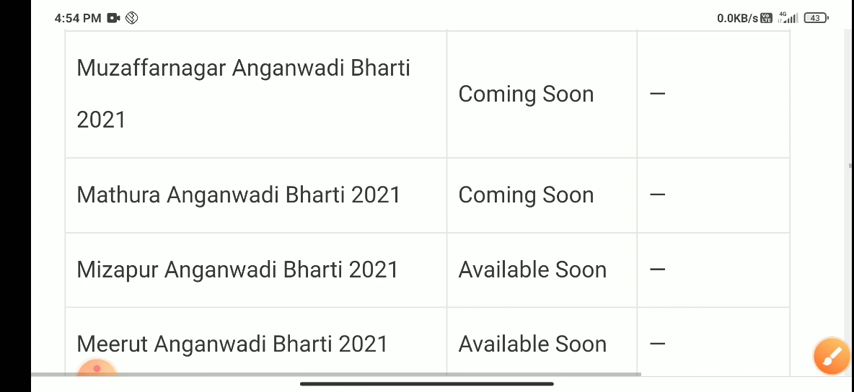 4:54 PM
0.0KB/s 4G 43
Muzaffarnagar Anganwadi Bharti
2021
Coming Soon
—
Mathura Anganwadi Bharti 2021
Coming Soon
—
Mizapur Anganwadi Bharti 2021
Available Soon
—
Meerut Anganwadi Bharti 2021
Available Soon
—